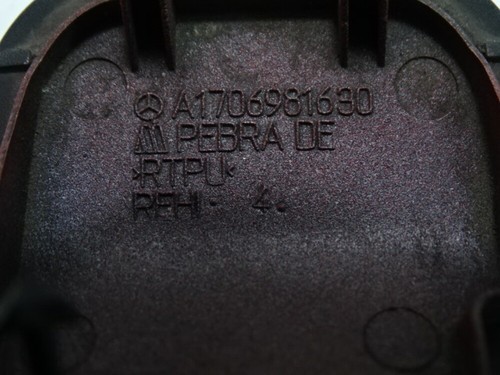 A1706981630
PEBRA DE
>RTPU<
REHI 4.